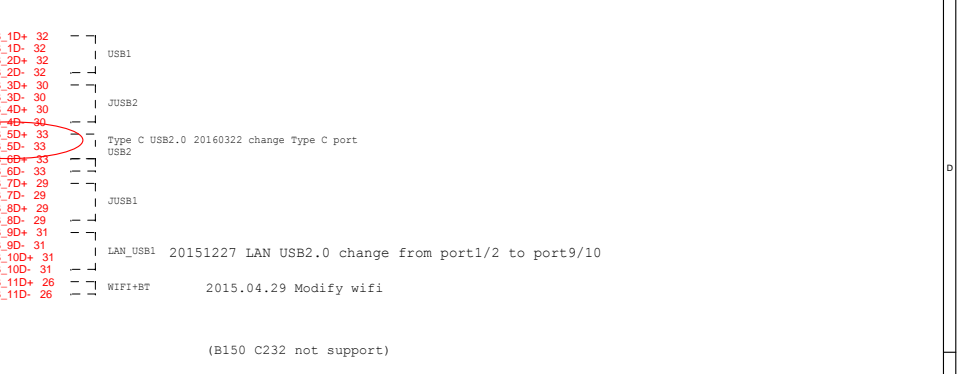 _1D+ 32
_1D- 32
_2D+ 32
_2D- 32
USB1
_3D+ 30
_3D- 30
_4D+ 30
_4D- 30
JUSB2
_5D+ 33
_5D- 33
Type C USB2.0 20160322 change Type C port
USB2
_6D+ 33
_6D- 33
_7D+ 29
_7D- 29
_8D+ 29
_8D- 29
JUSB1
_9D+ 31
_9D- 31
_10D+ 31
_10D- 31
LAN_USB1 20151227 LAN USB2.0 change from port1/2 to port9/10
_11D+ 26
_11D- 26
WIFI+BT 2015.04.29 Modify wifi
(B150 C232 not support)
D